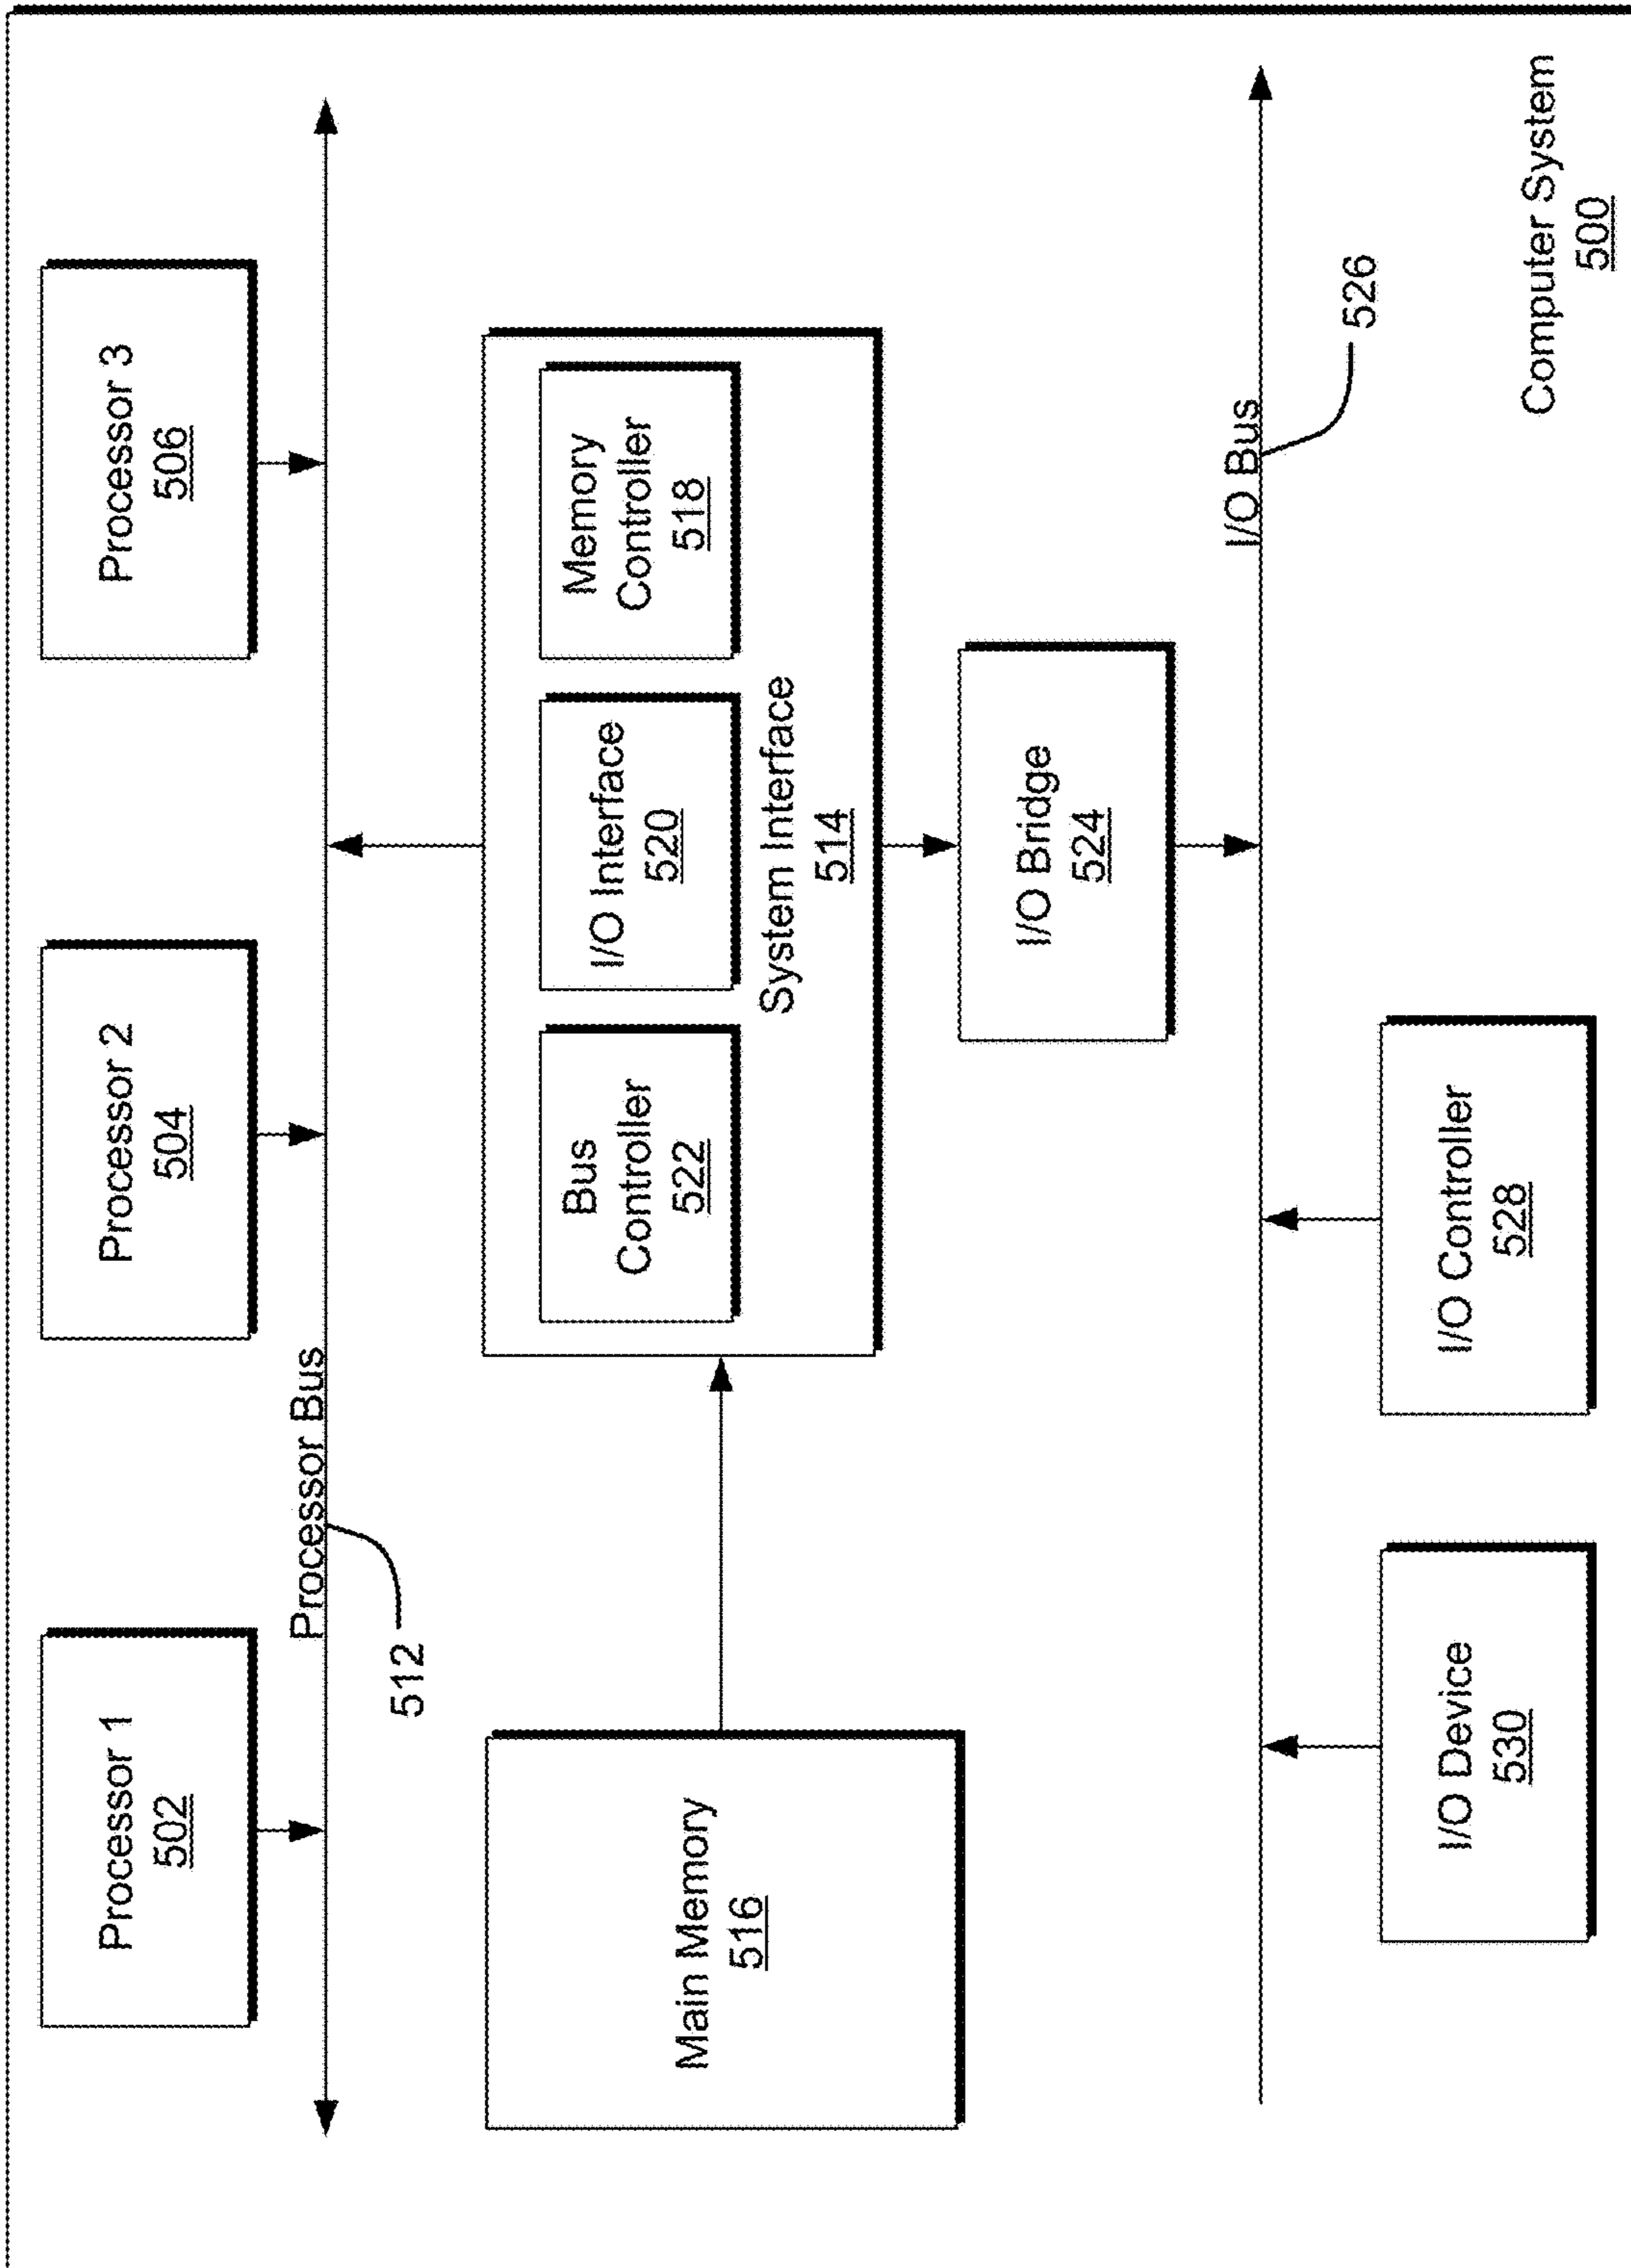 Processor 1
502
Processor 2
504
Processor 3
506
Processor Bus
512
Main Memory
516
Bus
Controller
522
I/O Interface
520
Memory
Controller
518
System Interface
514
I/O Bridge
524
I/O Bus
526
I/O Device
530
I/O Controller
528
Computer System
500